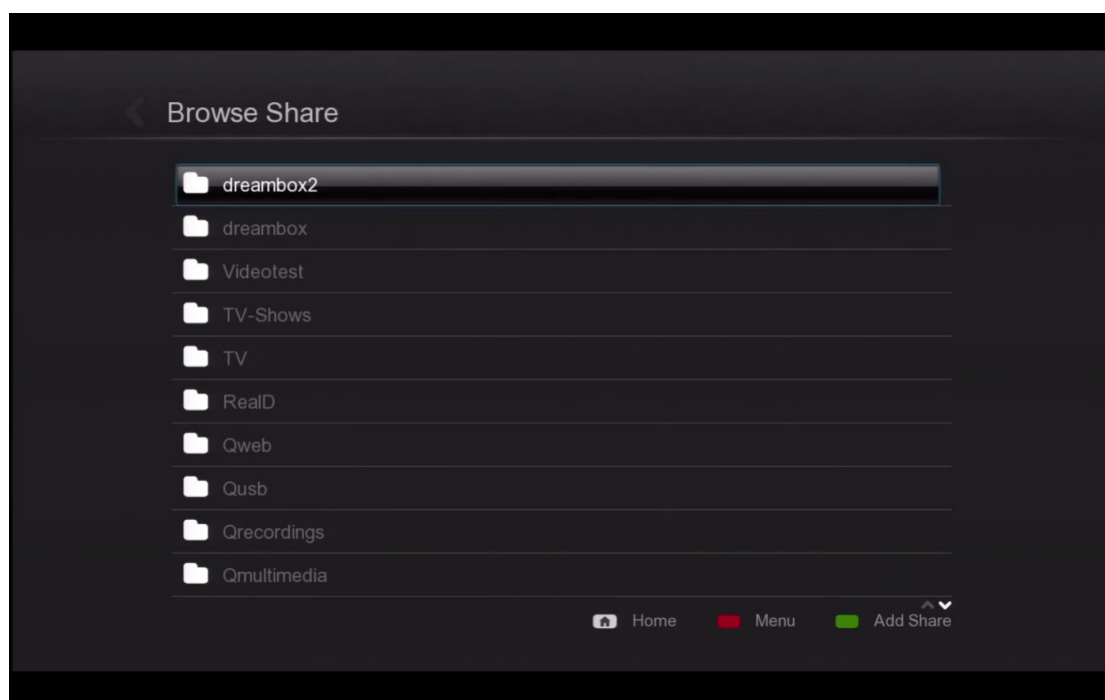 Browse Share
dreambox2
dreambox
Videotest
TV-Shows
TV
RealD
Qweb
Qusb
Qrecordings
Qmultimedia
Home Menu Add Share